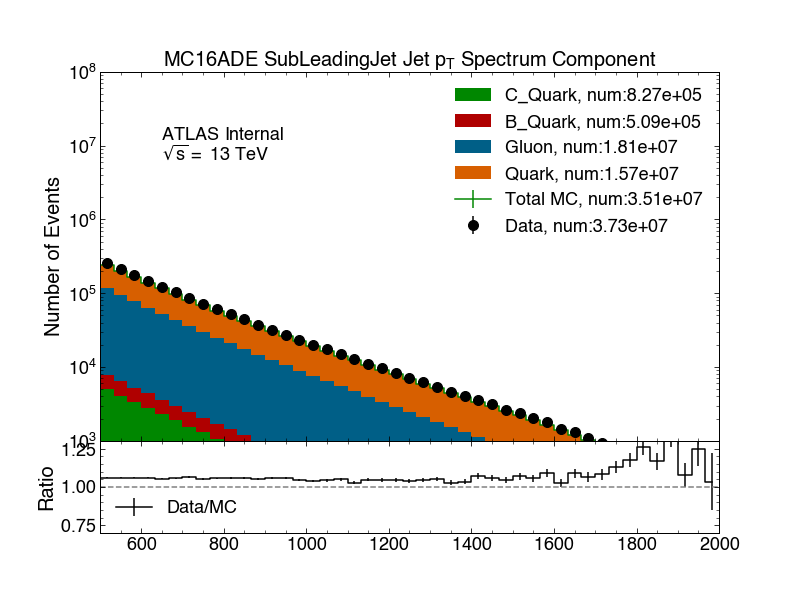 MC16ADE SubLeadingJet Jet pT Spectrum Component
10^8
10^7
10^6
10^5
10^4
10^3
Number of Events
ATLAS Internal
√s = 13 TeV
C_Quark, num:8.27e+05
B_Quark, num:5.09e+05
Gluon, num:1.81e+07
Quark, num:1.57e+07
Total MC, num:3.51e+07
Data, num:3.73e+07
1.25
1.00
0.75
Ratio
Data/MC
600 800 1000 1200 1400 1600 1800 2000